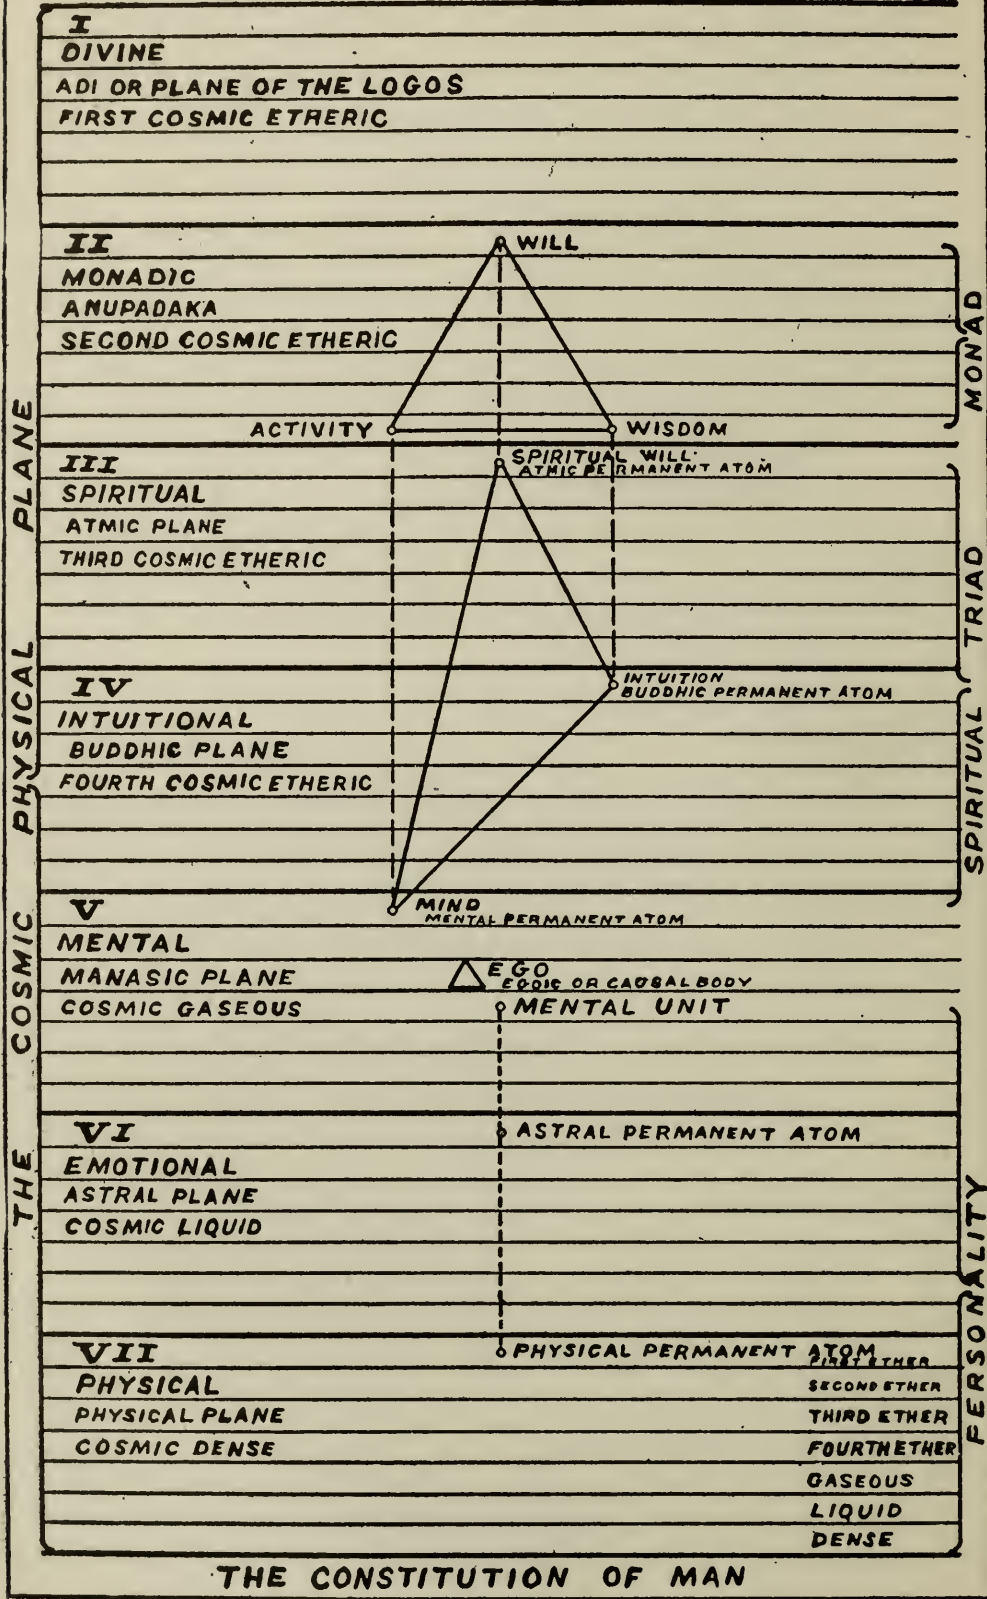 I
DIVINE
ADI OR PLANE OF THE LOGOS
FIRST COSMIC ETHERIC
II
WILL
MONADIC
ANUPADAKA
SECOND COSMIC ETHERIC
ACTIVITY
WISDOM
MONAD
III
SPIRITUAL WILL
ATMIC PERMANENT ATOM
SPIRITUAL
ATMIC PLANE
THIRD COSMIC ETHERIC
IV
INTUITION
BUDDHIC PERMANENT ATOM
INTUITIONAL
BUDDHIC PLANE
FOURTH COSMIC ETHERIC
SPIRITUAL TRIAD
V
MIND
MENTAL PERMANENT ATOM
MENTAL
MANASIC PLANE
EGO
EGOIC OR CAUSAL BODY
COSMIC GASEOUS
MENTAL UNIT
VI
ASTRAL PERMANENT ATOM
EMOTIONAL
ASTRAL PLANE
COSMIC LIQUID
VII
PHYSICAL PERMANENT ATOM
FIRST ETHER
PHYSICAL
SECOND ETHER
PHYSICAL PLANE
THIRD ETHER
COSMIC DENSE
FOURTH ETHER
GASEOUS
LIQUID
DENSE
PERSONALITY
THE COSMIC PHYSICAL PLANE
THE CONSTITUTION OF MAN